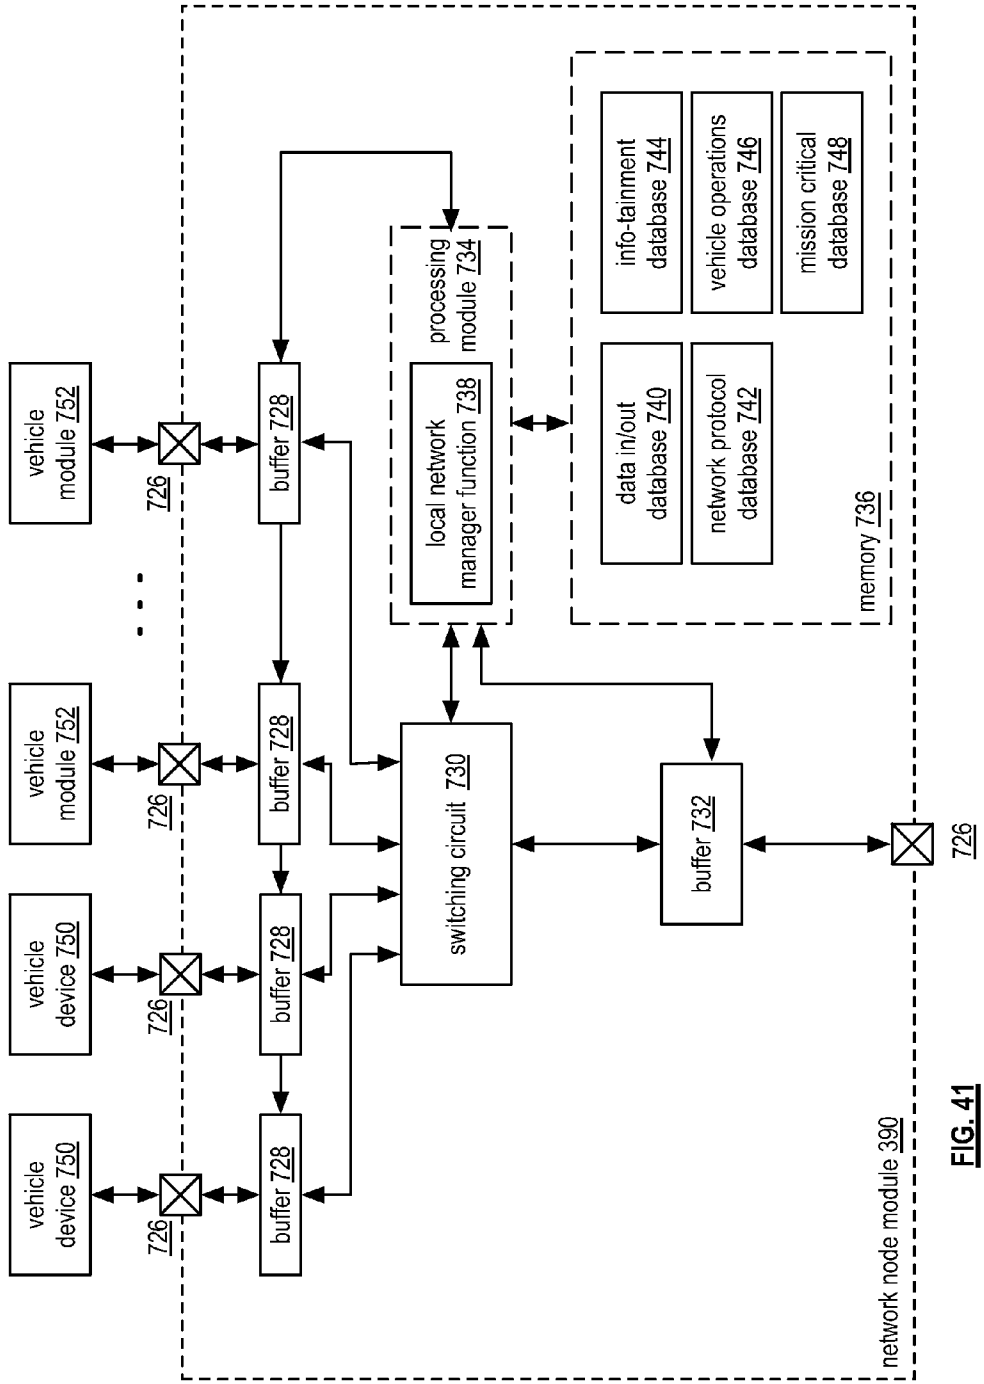 vehicle
device 750
vehicle
device 750
vehicle
module 752
vehicle
module 752
726
726
726
726
buffer 728
buffer 728
buffer 728
buffer 728
switching circuit 730
local network
manager function 738
processing
module 734
buffer 732
data in/out
database 740
info-tainment
database 744
network protocol
database 742
vehicle operations
database 746
mission critical
database 748
memory 736
network node module 390
726
FIG. 41